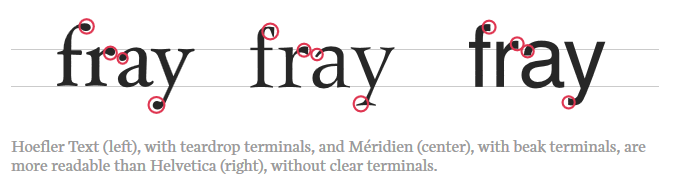 fray fray fray
Hoefler Text (left), with teardrop terminals, and Méridien (center), with beak terminals, are
more readable than Helvetica (right), without clear terminals.